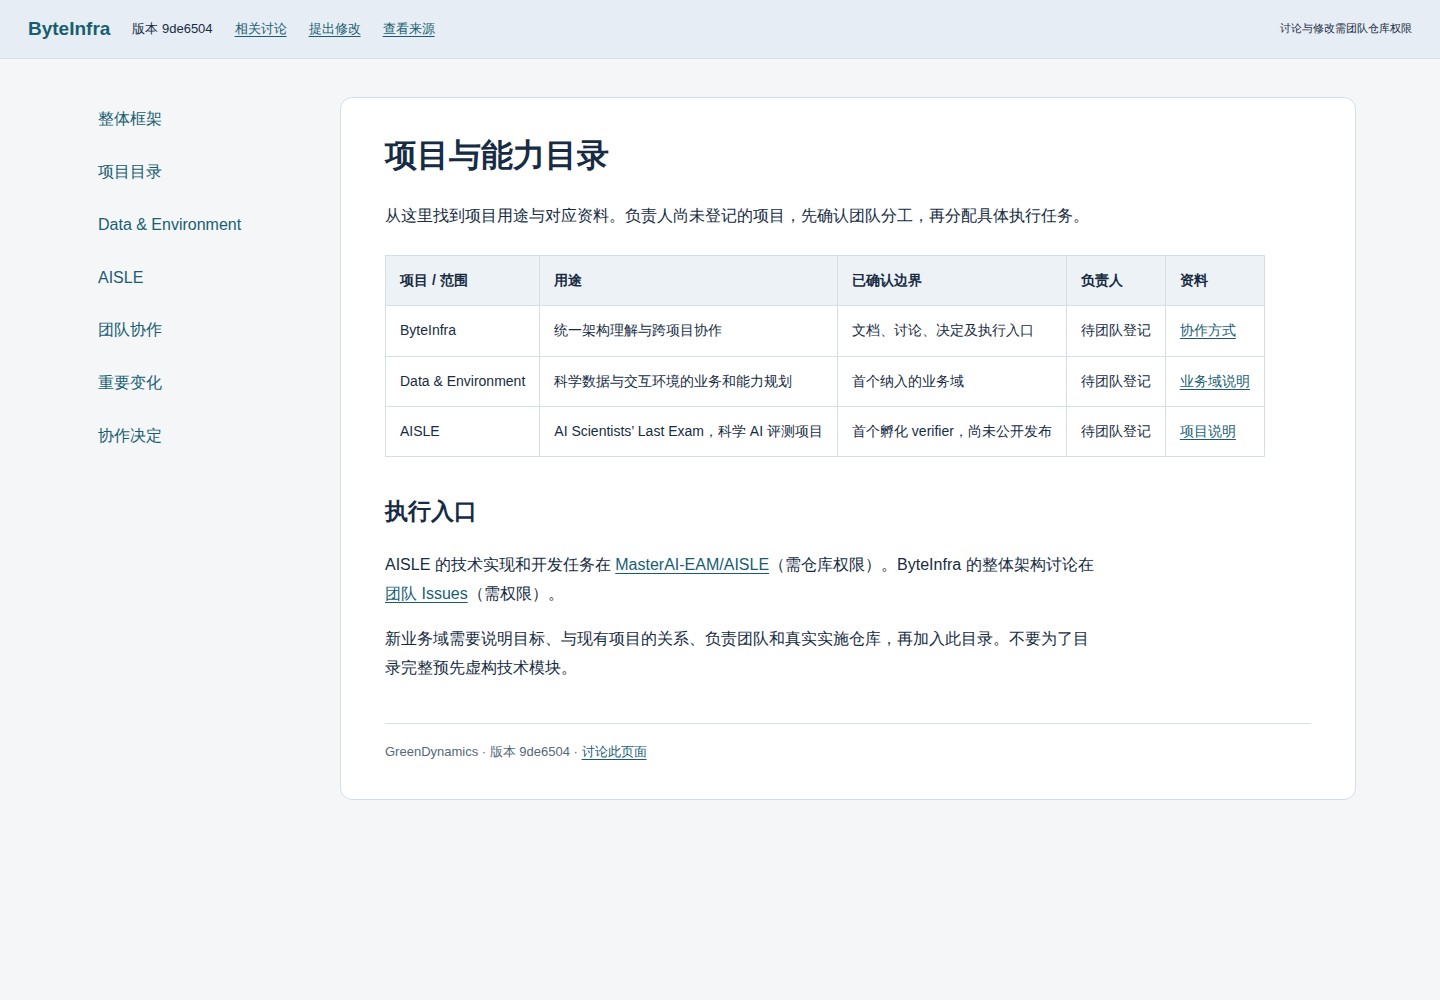 ByteInfra 版本 9de6504 相关讨论 提出修改 查看来源 讨论与修改需团队仓库权限
整体框架
项目目录
Data & Environment
AISLE
团队协作
重要变化
协作决定
项目与能力目录
从这里找到项目用途与对应资料。负责人尚未登记的项目，先确认团队分工，再分配具体执行任务。
项目 / 范围 用途 已确认边界 负责人 资料
ByteInfra 统一架构理解与跨项目协作 文档、讨论、决定及执行入口 待团队登记 协作方式
Data & Environment 科学数据与交互环境的业务和能力规划 首个纳入的业务域 待团队登记 业务域说明
AISLE AI Scientists’ Last Exam，科学 AI 评测项目 首个孵化 verifier，尚未公开发布 待团队登记 项目说明
执行入口
AISLE 的技术实现和开发任务在 MasterAI-EAM/AISLE（需仓库权限）。ByteInfra 的整体架构讨论在
团队 Issues（需权限）。
新业务域需要说明目标、与现有项目的关系、负责团队和真实实施仓库，再加入此目录。不要为了目
录完整预先虚构技术模块。
GreenDynamics · 版本 9de6504 · 讨论此页面